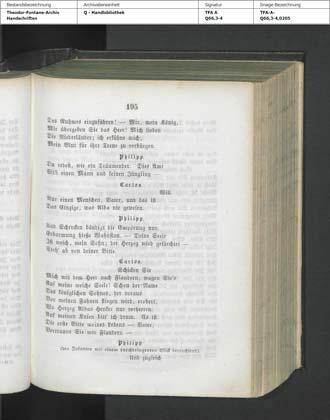 Bestandsbezeichnung
Theodor-Fontane-Archiv
Handschriften
Archivalieneinheit
Q - Handbibliothek
Signatur
TFA A
Q66,3-4
Image-Bezeichnung
TFA-A-
Q66,3-4,0205
195
Des Ruhmes einzuführen! — Mir, mein König,
Mir übergeben Sie das Heer! Mich lieben
Die Niederländer; ich erkühne mich,
Mein Blut für ihre Treue zu verbürgen.
Philipp.
Du redest, wie ein Träumender. Dies Amt
Will einen Mann und keinen Jüngling —
Carlos.
Will
Nur einen Menschen, Vater, und das ist
Das Einzige, was Alba nie gewesen.
Philipp.
Und Schrecken bändigt die Empörung nur.
Erbarmung hieße Wahnsinn. — Deine Seele
Ist weich, mein Sohn; der Herzog wird gefürchtet —
Steh' ab von deiner Bitte.
Carlos.
Schicken Sie
Mich mit dem Heer nach Flandern, wagen Sie's
Auf meine weiche Seele! Schon der Name
Des königlichen Sohnes, der voraus
Vor meinen Fahnen fliegen wird, erobert,
Wo Herzog Albas Henker nur verheeren.
Auf meinen Knien bitt' ich drum. Es ist
Die erste Bitte meines Lebens — Vater,
Vertrauen Sie mir Flandern —
Philipp
(den Infanten mit einem durchdringenden Blick betrachtend).
Und zugleich